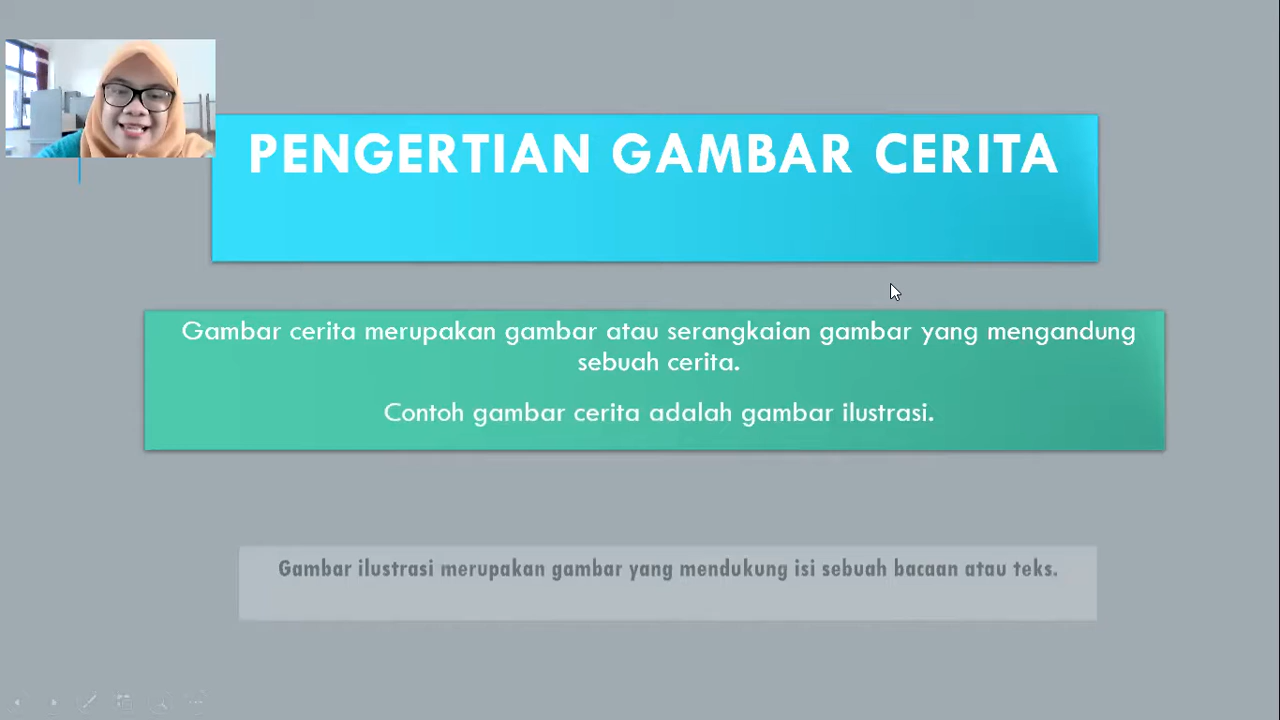 PENGERTIAN GAMBAR CERITA
Gambar cerita merupakan gambar atau serangkaian gambar yang mengandung
sebuah cerita.
Contoh gambar cerita adalah gambar ilustrasi.
Gambar ilustrasi merupakan gambar yang mendukung isi sebuah bacaan atau teks.